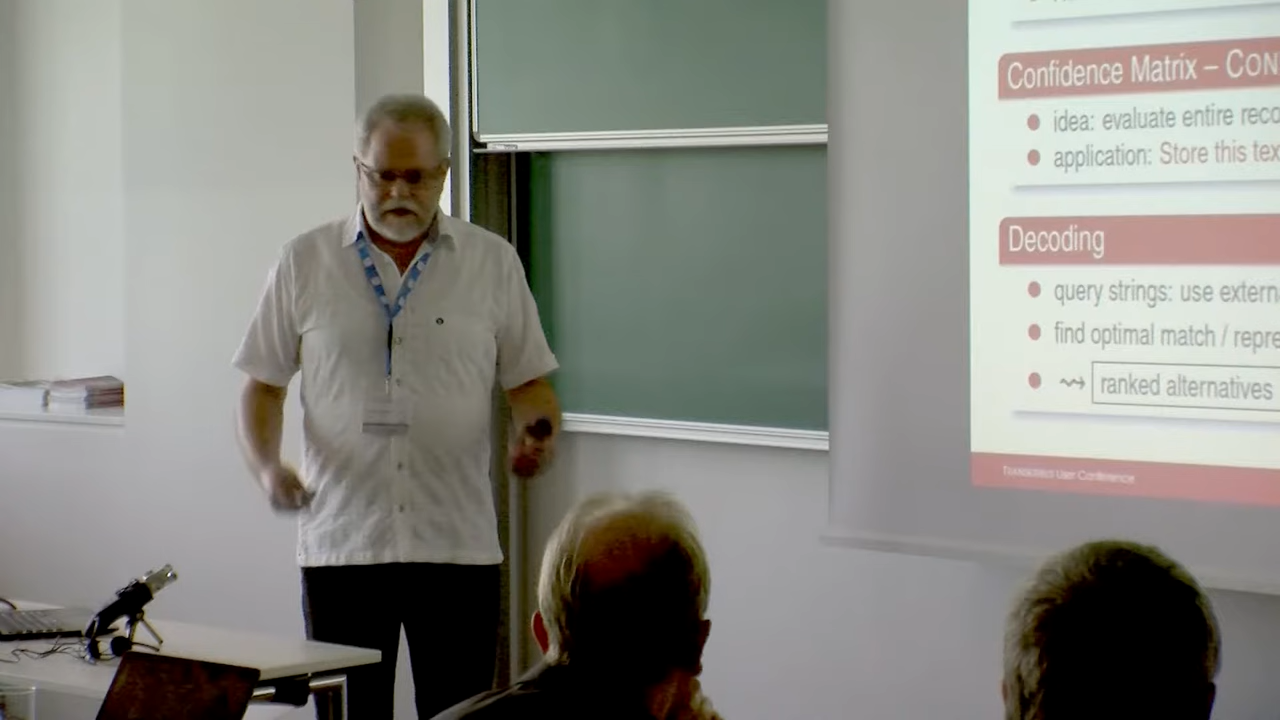 Confidence Matrix – CON
idea: evaluate entire reco
application: Store this tex
Decoding
query strings: use extern
find optimal match / repre
⇝ ranked alternatives
TRANSKRIBUS User Conference